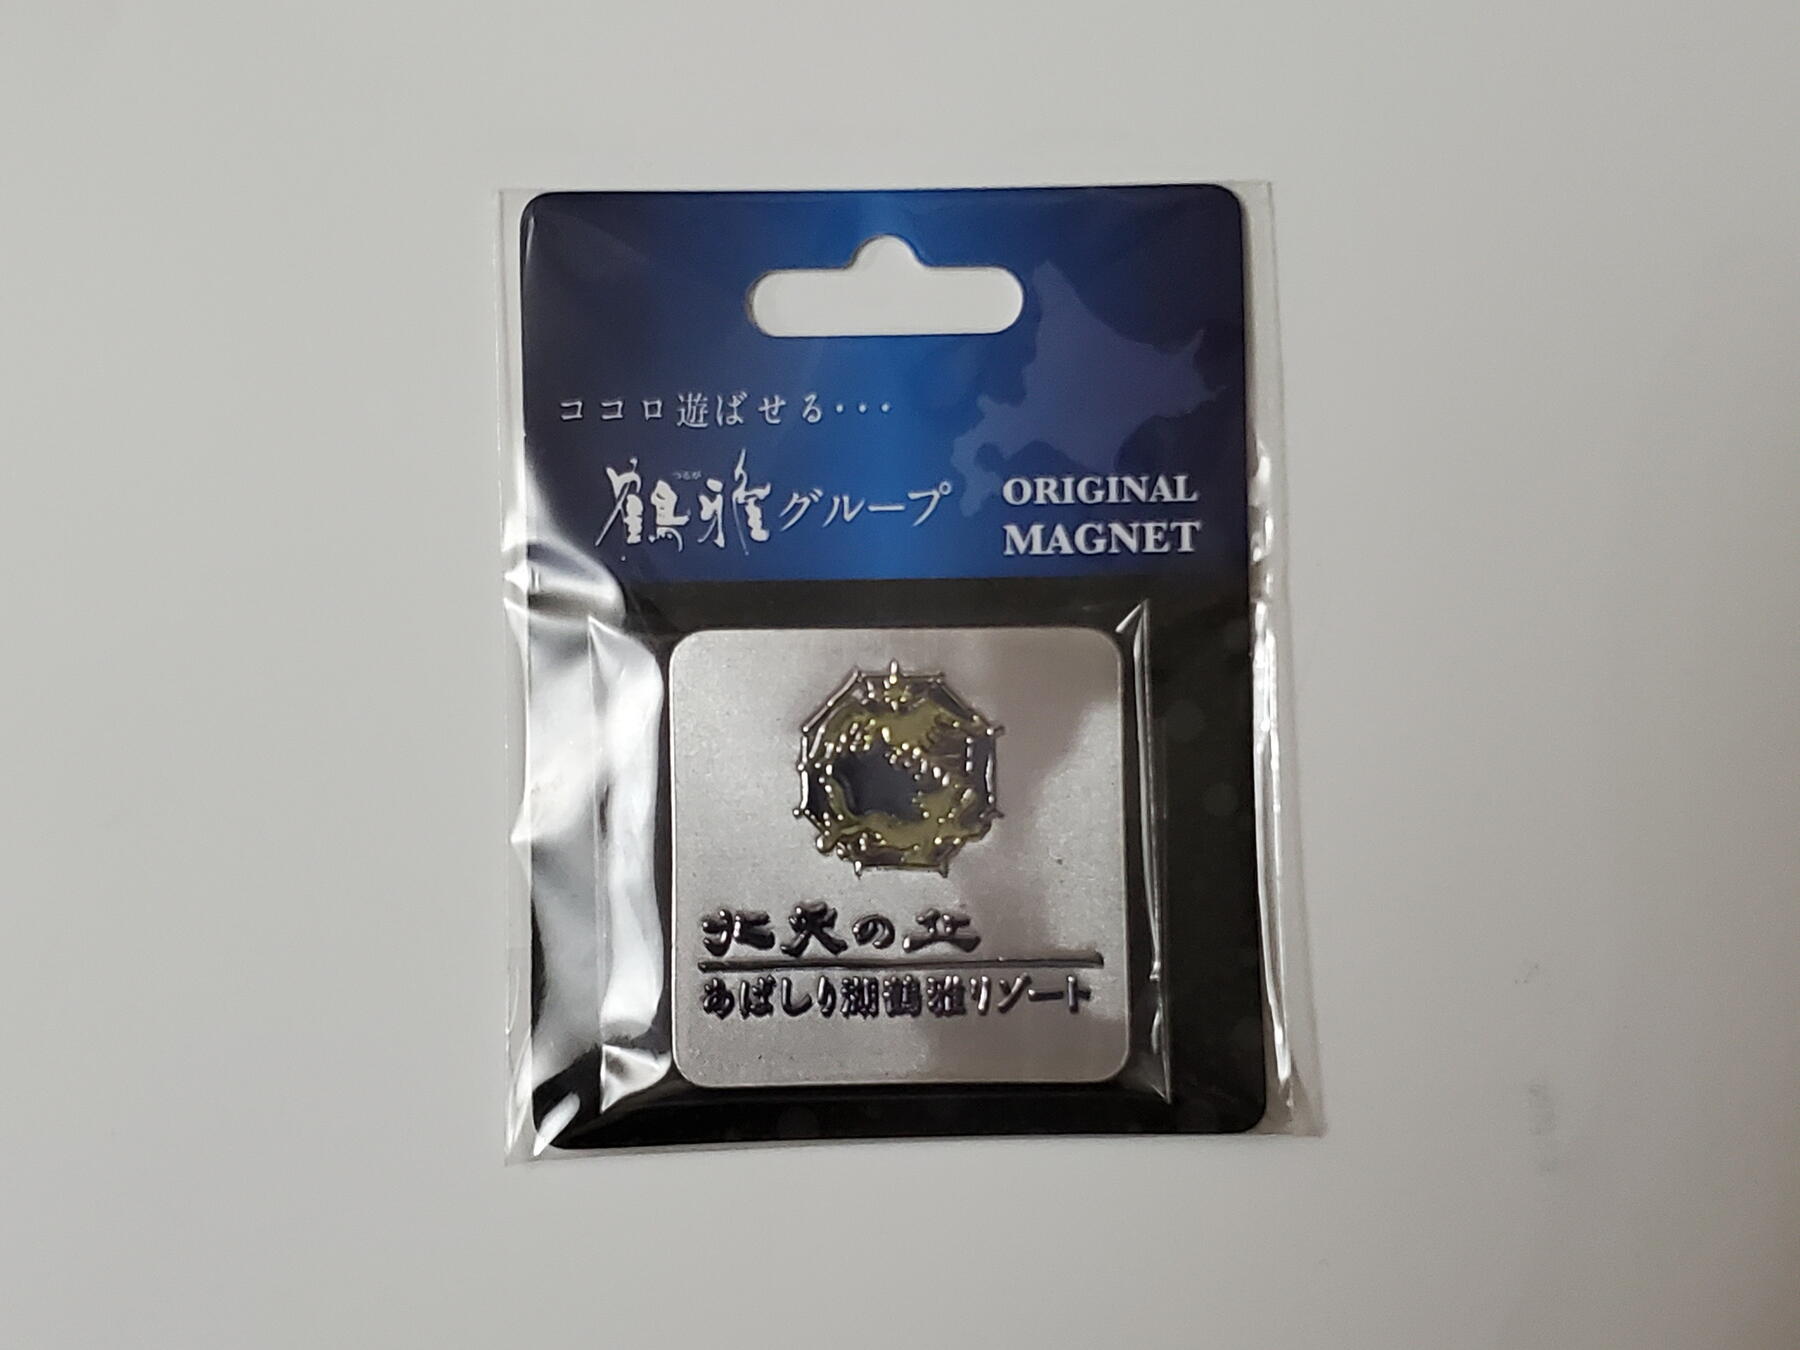 ココロ遊ばせる・・・
つるが
鶴雅グループ
ORIGINAL
MAGNET
北天の丘
あばしり湖鶴雅リゾート